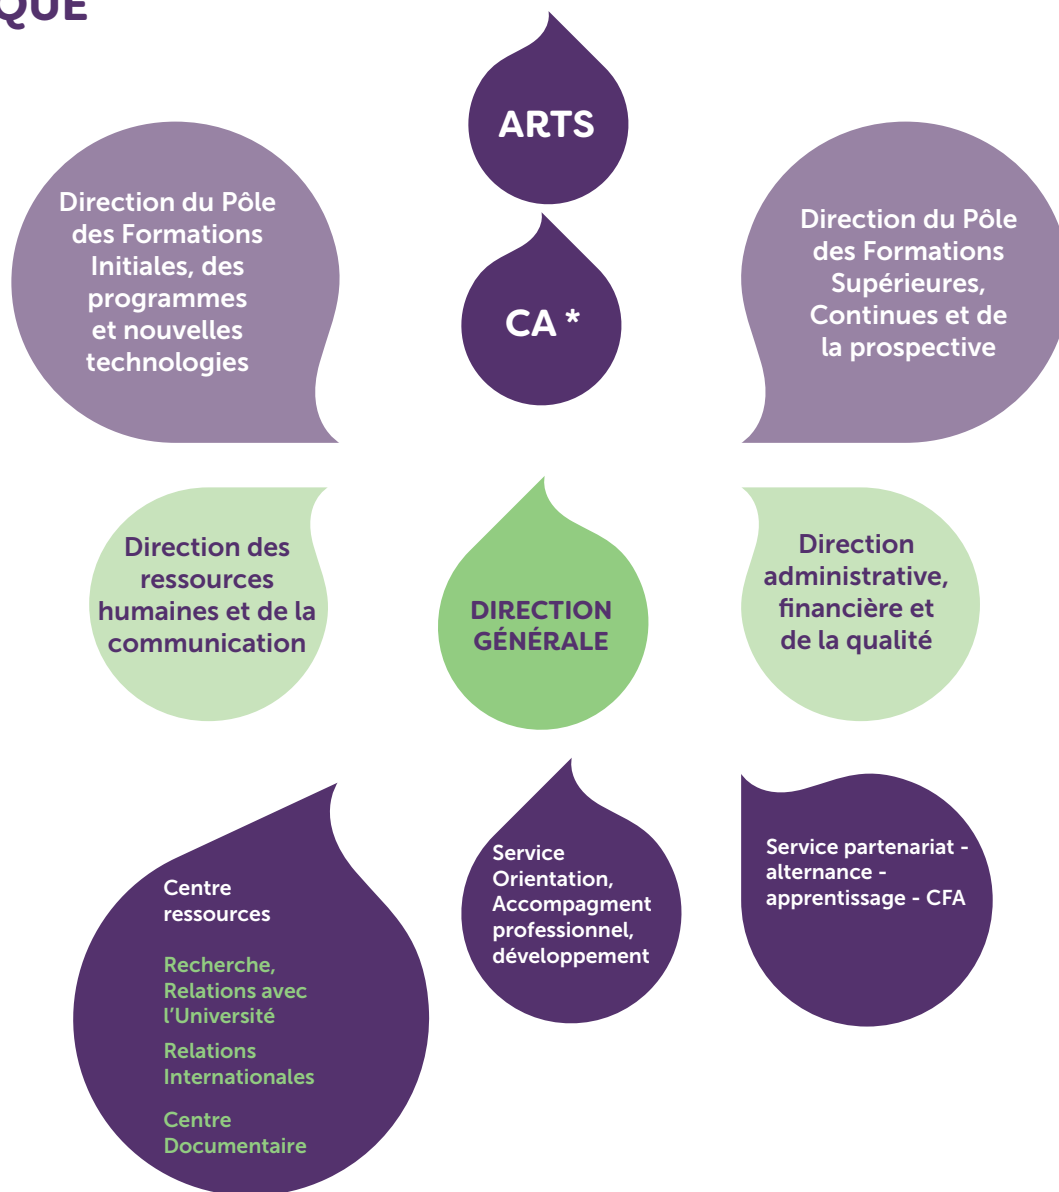 QUE
ARTS
Direction du Pôle
des Formations
Initiales, des
programmes
et nouvelles
technologies
CA *
Direction du Pôle
des Formations
Supérieures,
Continues et de
la prospective
Direction des
ressources
humaines et de la
communication
DIRECTION
GÉNÉRALE
Direction
administrative,
financière et
de la qualité
Centre
ressources
Recherche,
Relations avec
l’Université
Relations
Internationales
Centre
Documentaire
Service
Orientation,
Accompagment
professionnel,
développement
Service partenariat -
alternance -
apprentissage - CFA